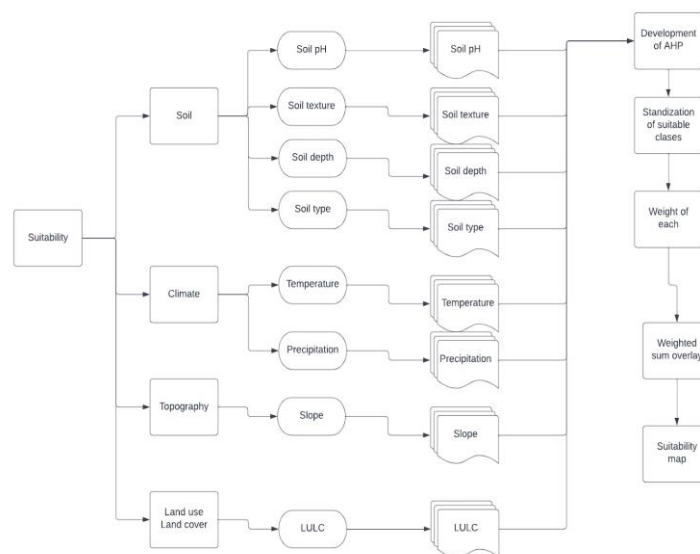 Suitability
Soil
Climate
Topography
Land use
Land cover
Soil pH
Soil texture
Soil depth
Soil type
Temperature
Precipitation
Slope
LULC
Soil pH
Soil texture
Soil depth
Soil type
Temperature
Precipitation
Slope
LULC
Development
of AHP
Standization
of suitable
clases
Weight of
each
Weighted
sum overlay
Suitability
map